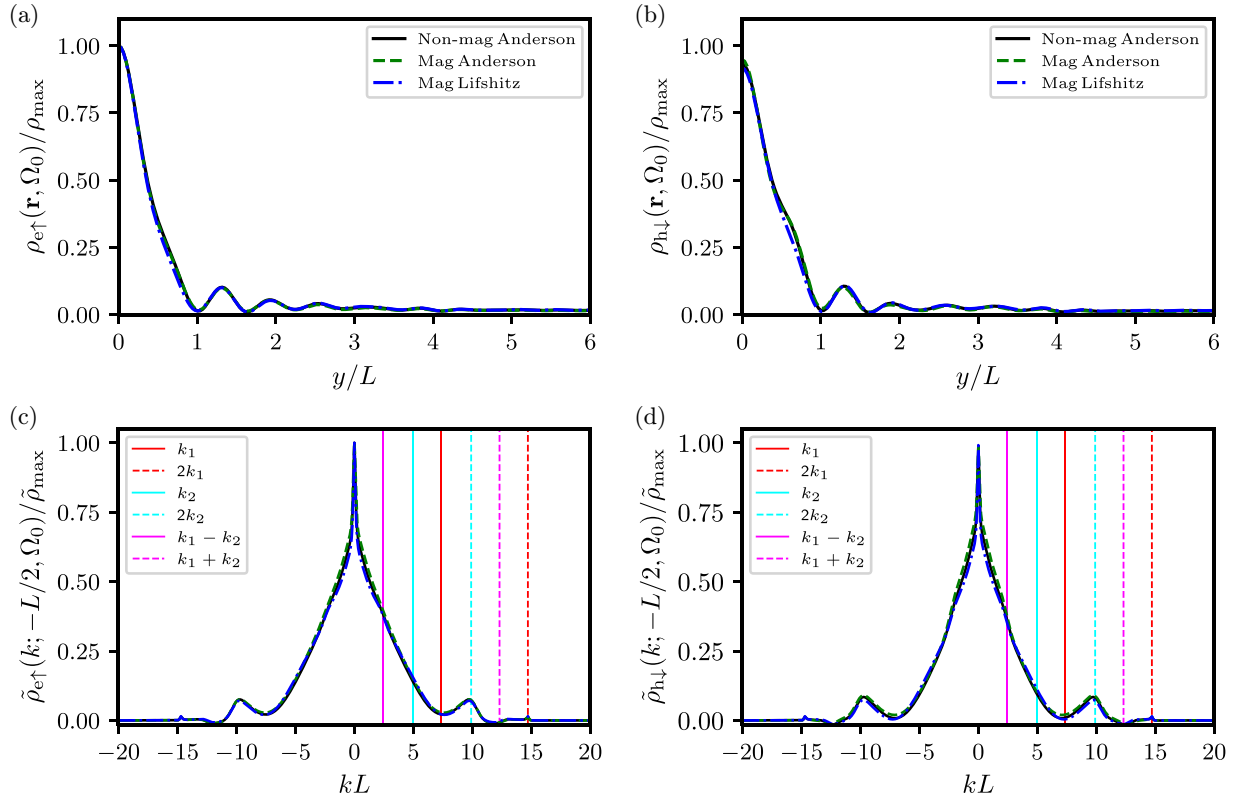 (a)
1.00
0.75
0.50
0.25
0.00
ρe↑(r, Ω0)/ρmax
Non-mag Anderson
Mag Anderson
Mag Lifshitz
0 1 2 3 4 5 6
y/L
(b)
1.00
0.75
0.50
0.25
0.00
ρh↓(r, Ω0)/ρmax
Non-mag Anderson
Mag Anderson
Mag Lifshitz
0 1 2 3 4 5 6
y/L
(c)
1.00
0.75
0.50
0.25
0.00
ρ̃e↑(k; −L/2, Ω0)/ρ̃max
k1
2k1
k2
2k2
k1 − k2
k1 + k2
−20 −15 −10 −5 0 5 10 15 20
kL
(d)
1.00
0.75
0.50
0.25
0.00
ρ̃h↓(k; −L/2, Ω0)/ρ̃max
k1
2k1
k2
2k2
k1 − k2
k1 + k2
−20 −15 −10 −5 0 5 10 15 20
kL